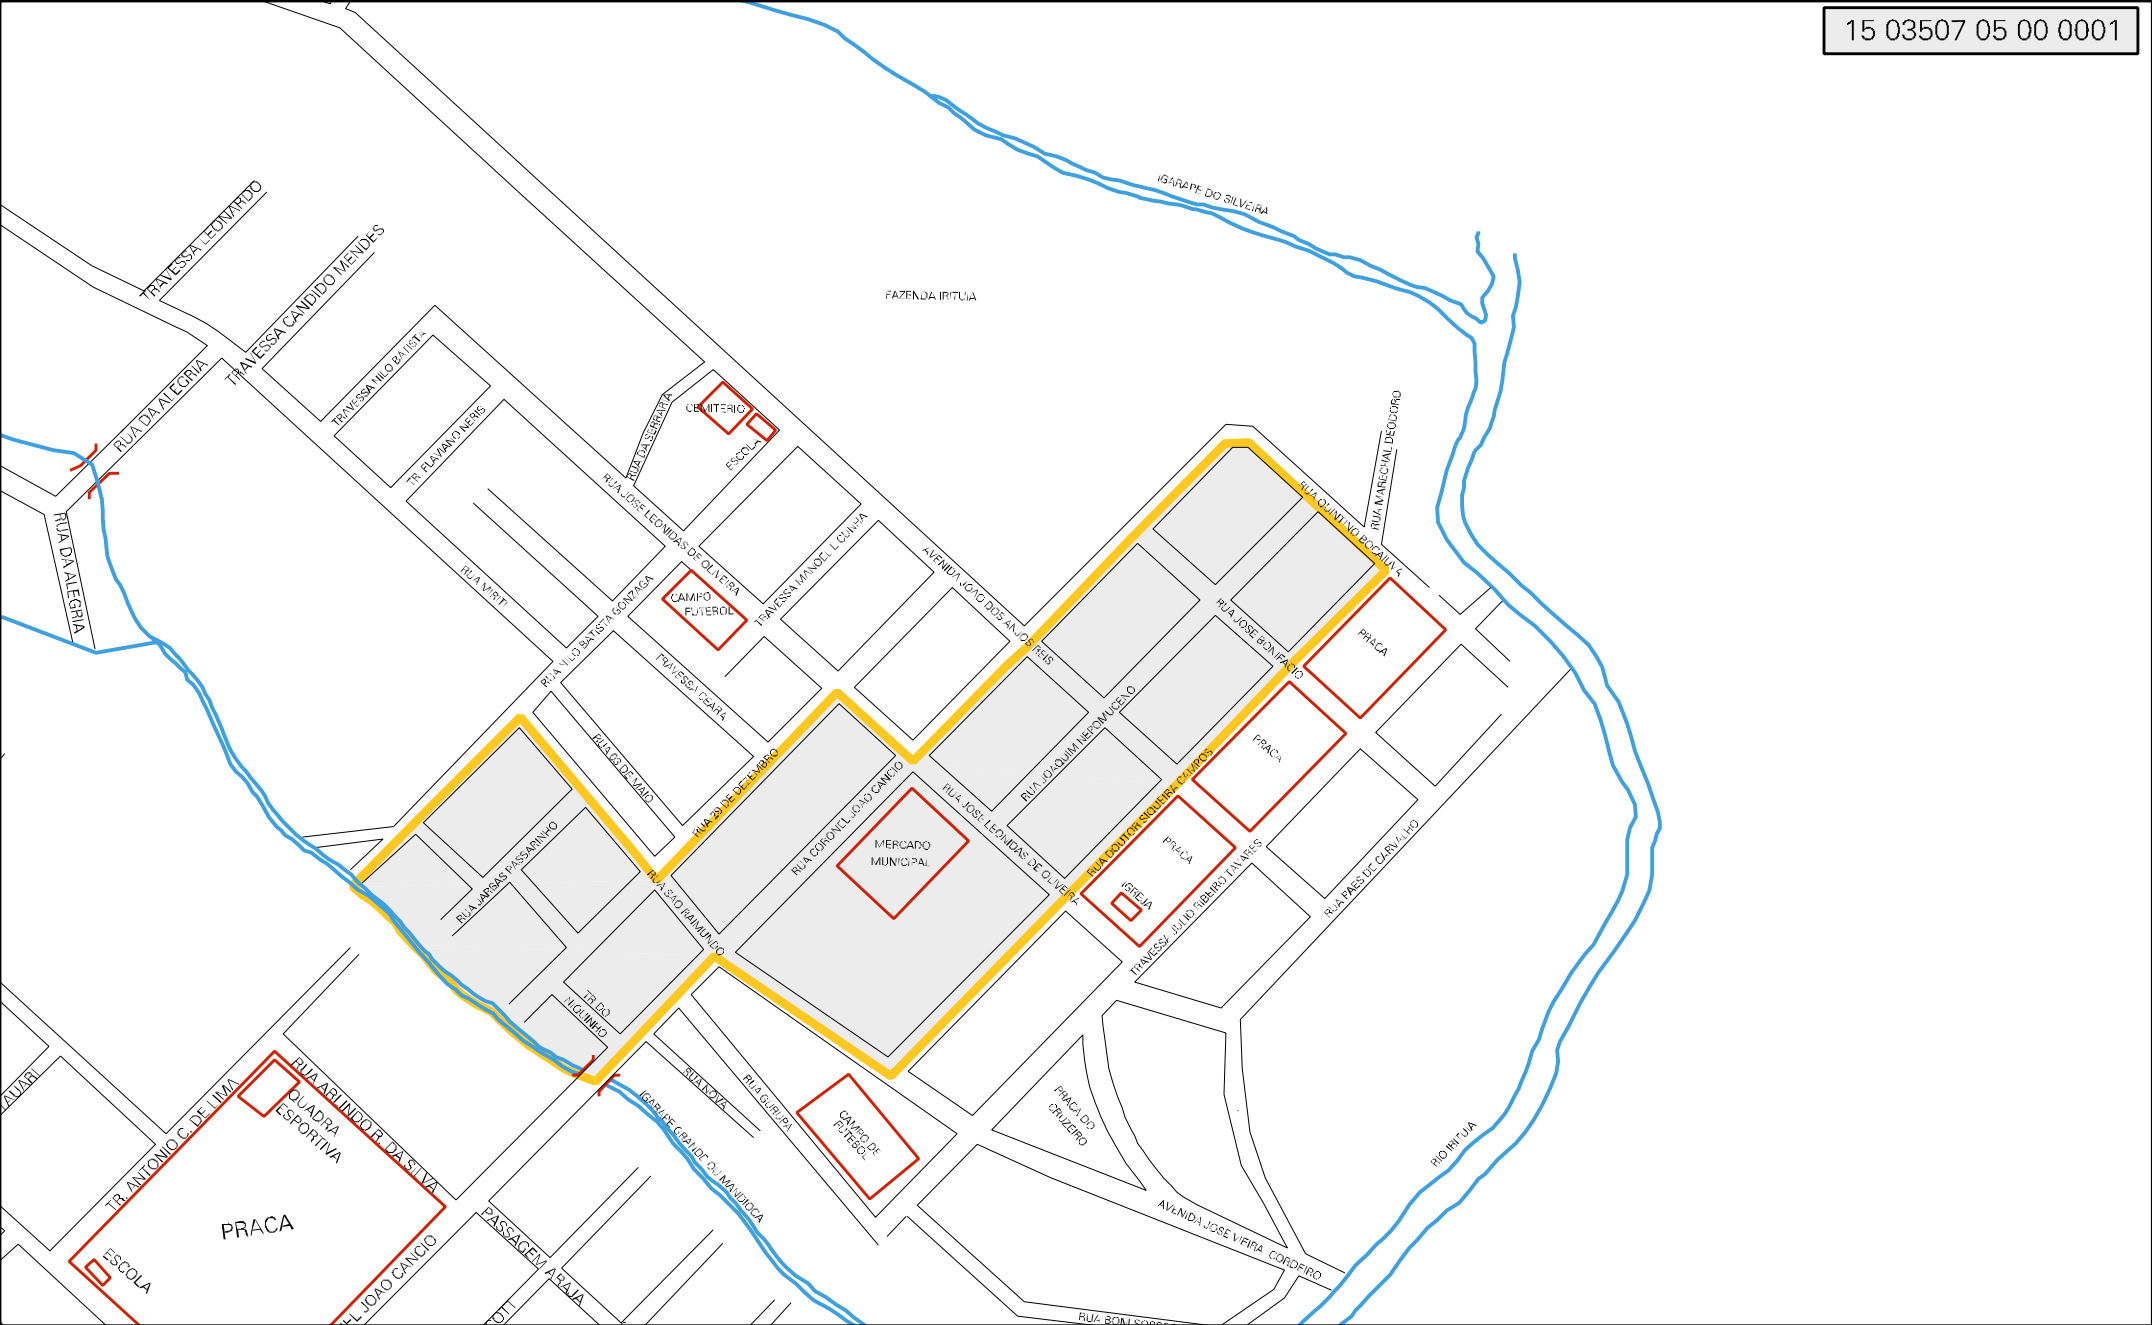 15 03507 05 00 0001
IGARAPE DO SILVEIRA
TRAVESSA LEONARDO
TRAVESSA CANDIDO MENDES
FAZENDA IRITUIA
TRAVESSA NILO BATISTA
RUA DA ALEGRIA
TR. FLAVIANO NERIS
RUA DA SERRARIA
CEMITERIO
ESCOLA
RUA MARECHAL DEODORO
RUA QUINTINO BOCAIUVA
RUA JOSE LEONIDAS DE OLIVEIRA
TRAVESSA MANOEL L CUNHA
AVENIDA JOAO DOS ANJOS REIS
RUA DA ALEGRIA
RUA MIRITI
RUA NILO BATISTA GONZAGA
CAMPO
FUTEBOL
RUA JOSE BONIFACIO
PRACA
TRAVESSA CEARA
RUA 03 DE MAIO
RUA 29 DE DEZEMBRO
RUA JOAQUIM NEPOMUCENO
PRACA
RUA CORONEL JOAO CANCIO
RUA JOSE LEONIDAS DE OLIVEIRA
RUA DOUTOR SIQUEIRA CAMPOS
MERCADO
MUNICIPAL
PRACA
IGREJA
RUA JARBAS PASSARINHO
RUA SAO RAIMUNDO
TRAVESSA JULIO RIBEIRO TAVARES
RUA PAES DE CARVALHO
TR DO
NIQUINHO
RUA NOVA
RUA GURUPA
IGARAPE GRANDE OU MANDIOCA
CAMPO DE
FUTEBOL
PRACA DO
CRUZEIRO
RIO IRITUIA
AUARI
TR. ANTONIO C. DE LIMA
RUA ARLINDO R. DA SILVA
QUADRA
ESPORTIVA
PRACA
ESCOLA
PASSAGEM ARAJA
EL JOAO CANCIO
OTI
AVENIDA JOSE VIEIRA CORDEIRO
RUA BOM